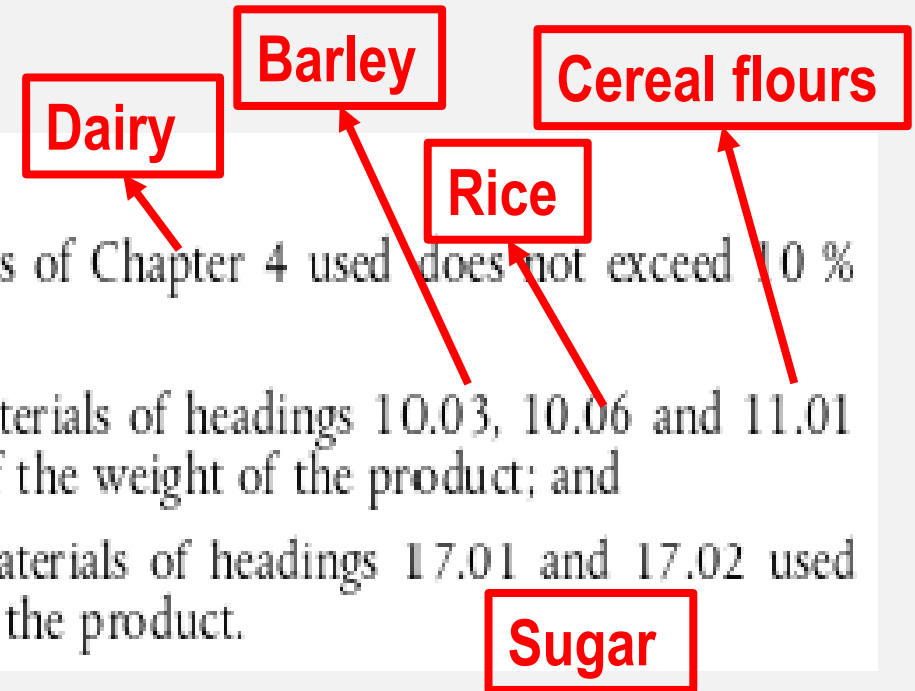 Barley
Cereal flours
Dairy
Rice
s of Chapter 4 used does not exceed 10 %
terials of headings 10.03, 10.06 and 11.01
f the weight of the product; and
aterials of headings 17.01 and 17.02 used
the product.
Sugar